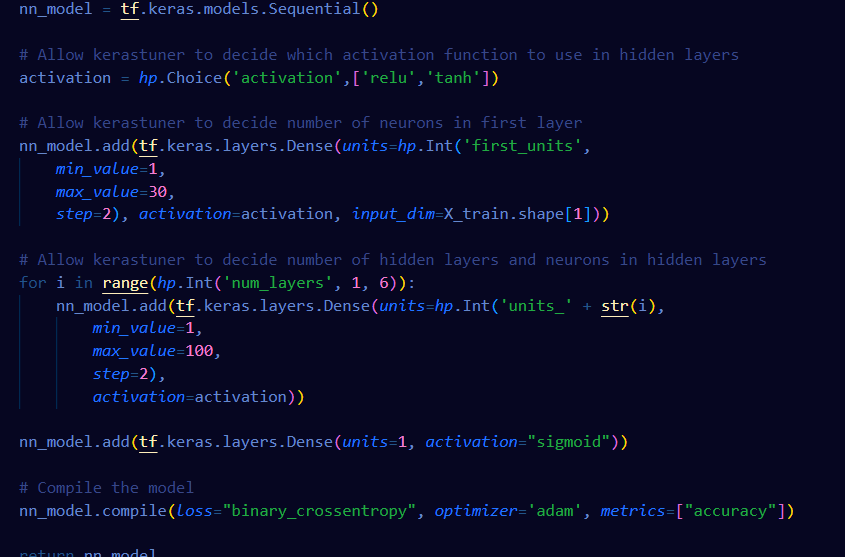 nn_model = tf.keras.models.Sequential()
# Allow kerastuner to decide which activation function to use in hidden layers
activation = hp.Choice('activation',['relu','tanh'])
# Allow kerastuner to decide number of neurons in first layer
nn_model.add(tf.keras.layers.Dense(units=hp.Int('first_units',
min_value=1,
max_value=30,
step=2), activation=activation, input_dim=X_train.shape[1]))
# Allow kerastuner to decide number of hidden layers and neurons in hidden layers
for i in range(hp.Int('num_layers', 1, 6)):
nn_model.add(tf.keras.layers.Dense(units=hp.Int('units_' + str(i),
min_value=1,
max_value=100,
step=2),
activation=activation))
nn_model.add(tf.keras.layers.Dense(units=1, activation="sigmoid"))
# Compile the model
nn_model.compile(loss="binary_crossentropy", optimizer='adam', metrics=["accuracy"])
return nn_model